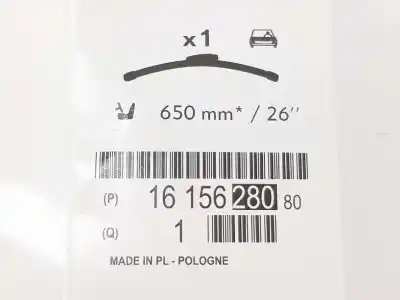 x1
650 mm* / 26’’
(P) 16 156 280 80
(Q) 1
MADE IN PL - POLOGNE